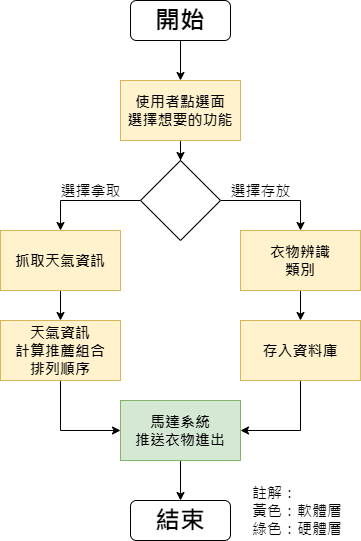 開始
使用者點選面
選擇想要的功能
選擇拿取
選擇存放
抓取天氣資訊
衣物辨識
類別
天氣資訊
計算推薦組合
排列順序
存入資料庫
馬達系統
推送衣物進出
結束
註解：
黃色：軟體層
綠色：硬體層